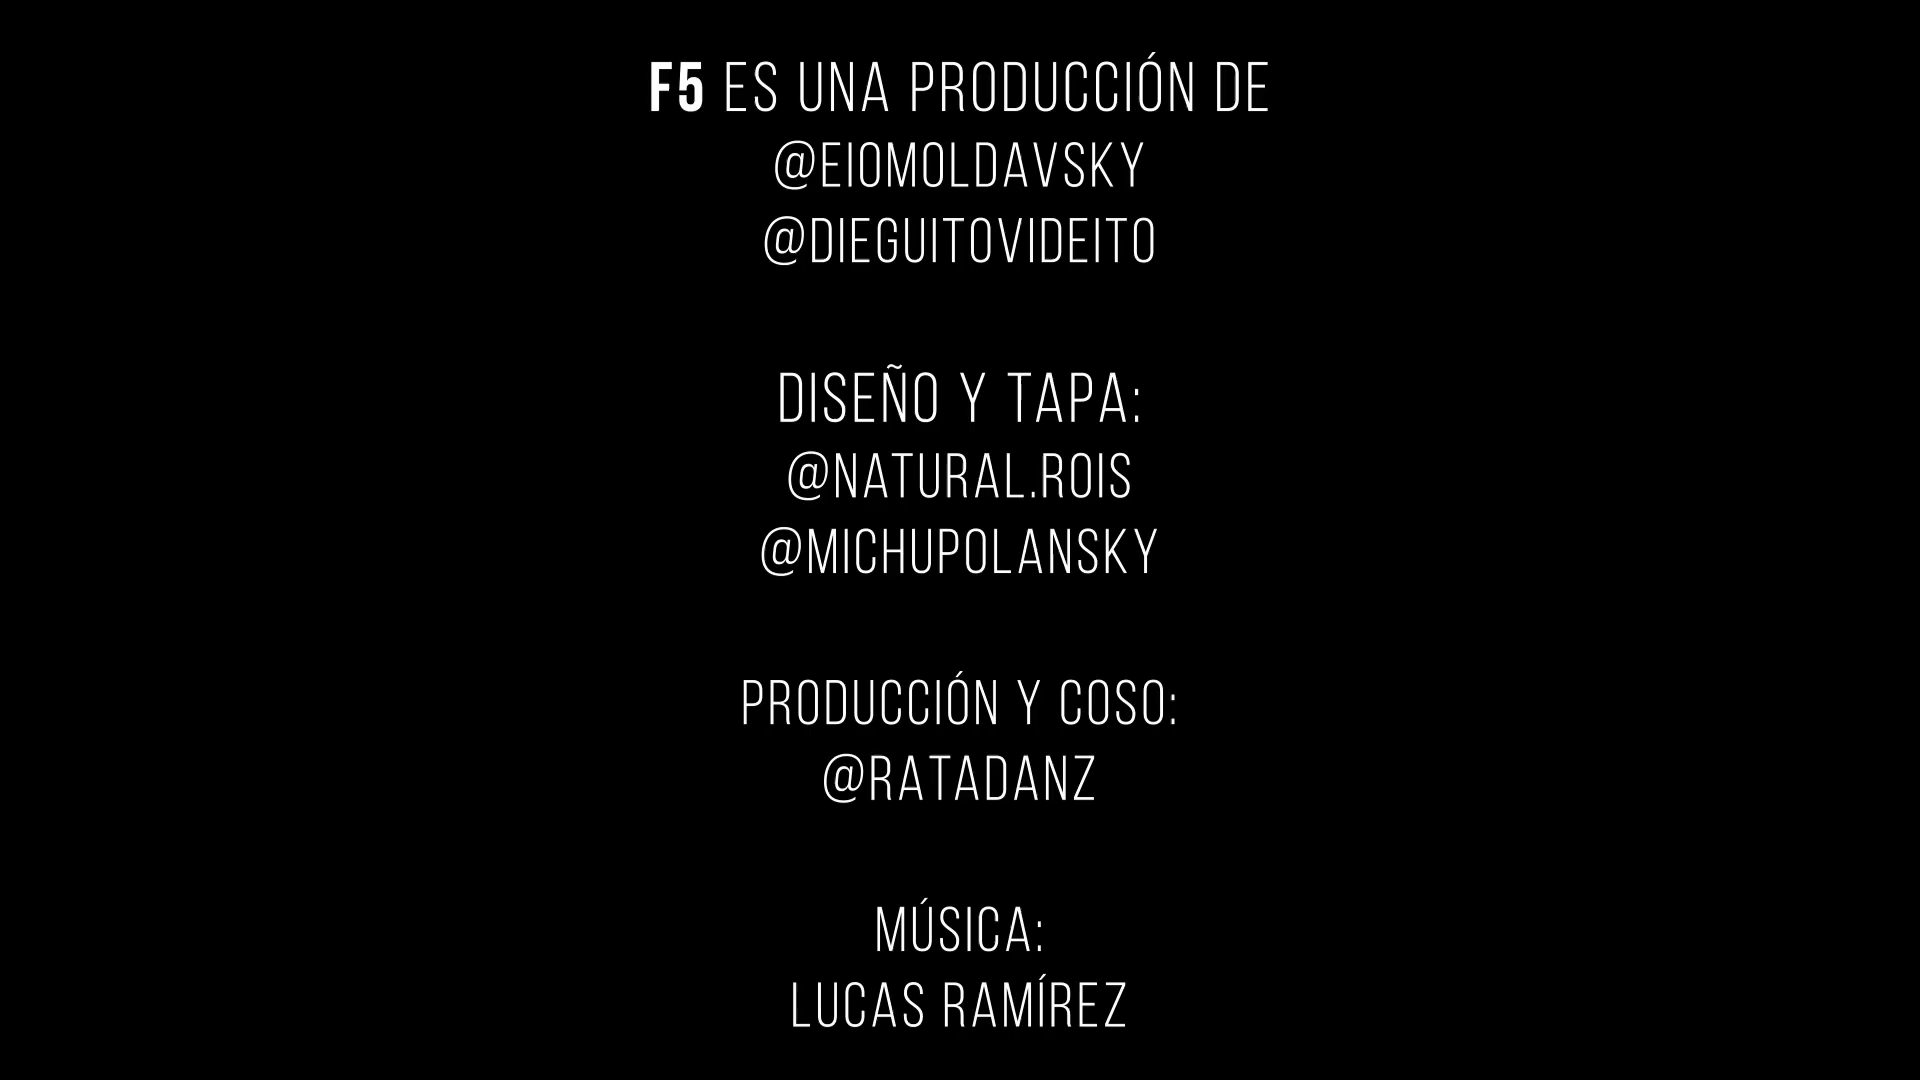 F5 ES UNA PRODUCCIÓN DE
@EIOMOLDAVSKY
@DIEGUITOVIDEITO
DISEÑO Y TAPA:
@NATURAL.ROIS
@MICHUPOLANSKY
PRODUCCIÓN Y COSO:
@RATADANZ
MÚSICA:
LUCAS RAMÍREZ